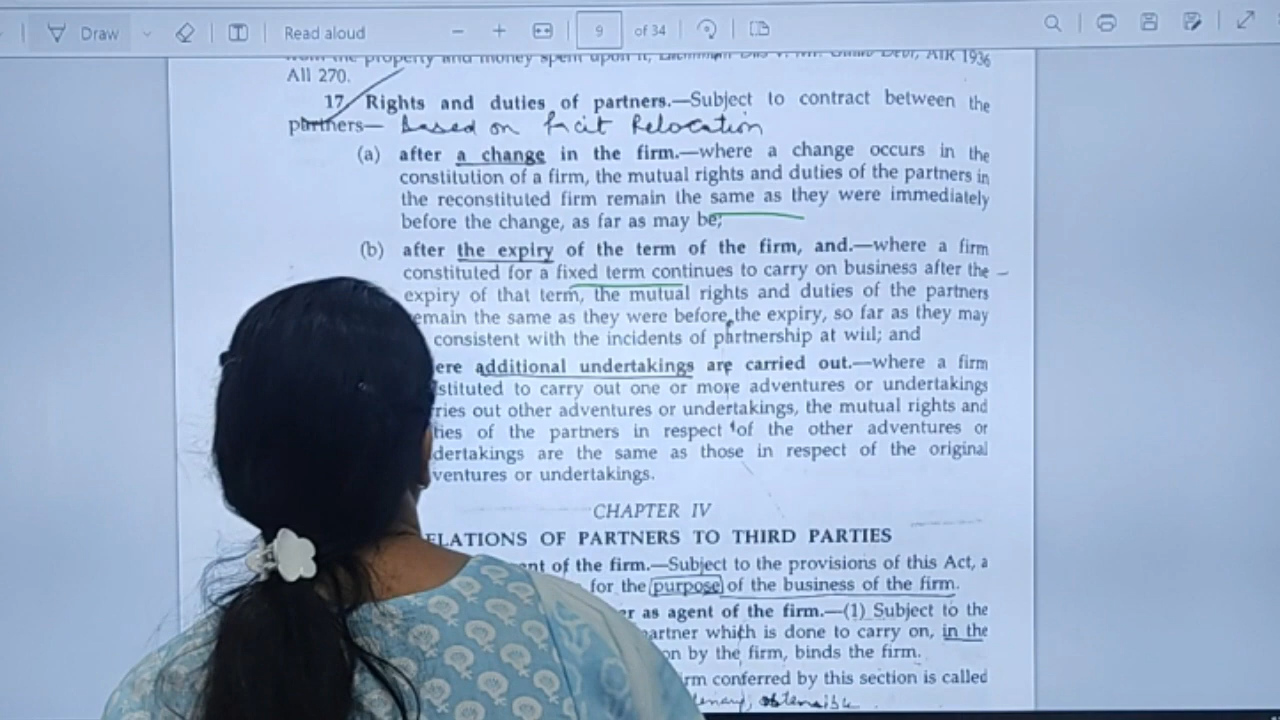 Draw
Read aloud
9
of 34
from the property and money spent upon it, AIR 1936
All 270.
17. Rights and duties of partners.—Subject to contract between the
partners— Based on Relocation
(a) after a change in the firm.—where a change occurs in the
constitution of a firm, the mutual rights and duties of the partners in
the reconstituted firm remain the same as they were immediately
before the change, as far as may be;
(b) after the expiry of the term of the firm, and.—where a firm
constituted for a fixed term continues to carry on business after the
expiry of that term, the mutual rights and duties of the partners
emain the same as they were before the expiry, so far as they may
consistent with the incidents of partnership at will; and
ere additional undertakings are carried out.—where a firm
stituted to carry out one or more adventures or undertakings
ries out other adventures or undertakings, the mutual rights and
ties of the partners in respect of the other adventures or
dertakings are the same as those in respect of the original
ventures or undertakings.
CHAPTER IV
ELATIONS OF PARTNERS TO THIRD PARTIES
nt of the firm.—Subject to the provisions of this Act, a
for the purpose of the business of the firm.
r as agent of the firm.—(1) Subject to the
artner which is done to carry on, in the
on by the firm, binds the firm.
rm conferred by this section is called